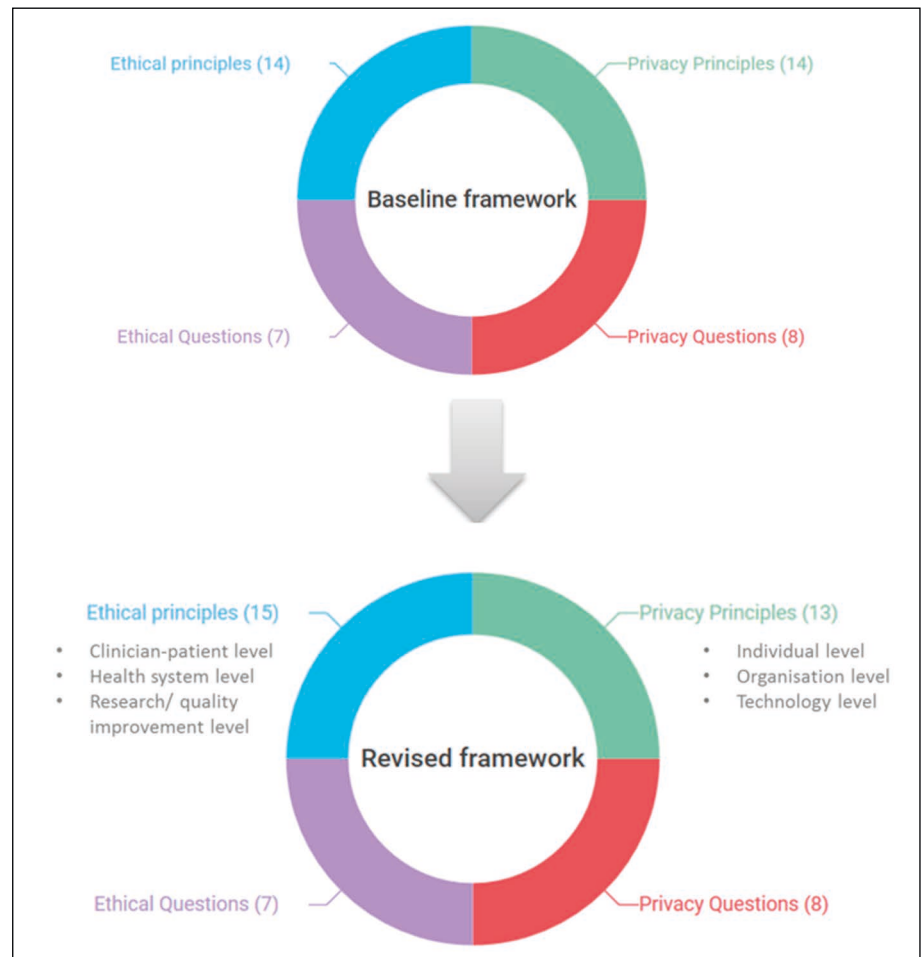 Ethical principles (14)
Privacy Principles (14)
Baseline framework
Ethical Questions (7)
Privacy Questions (8)
Ethical principles (15)
• Clinician-patient level
• Health system level
• Research/ quality
improvement level
Privacy Principles (13)
• Individual level
• Organisation level
• Technology level
Revised framework
Ethical Questions (7)
Privacy Questions (8)